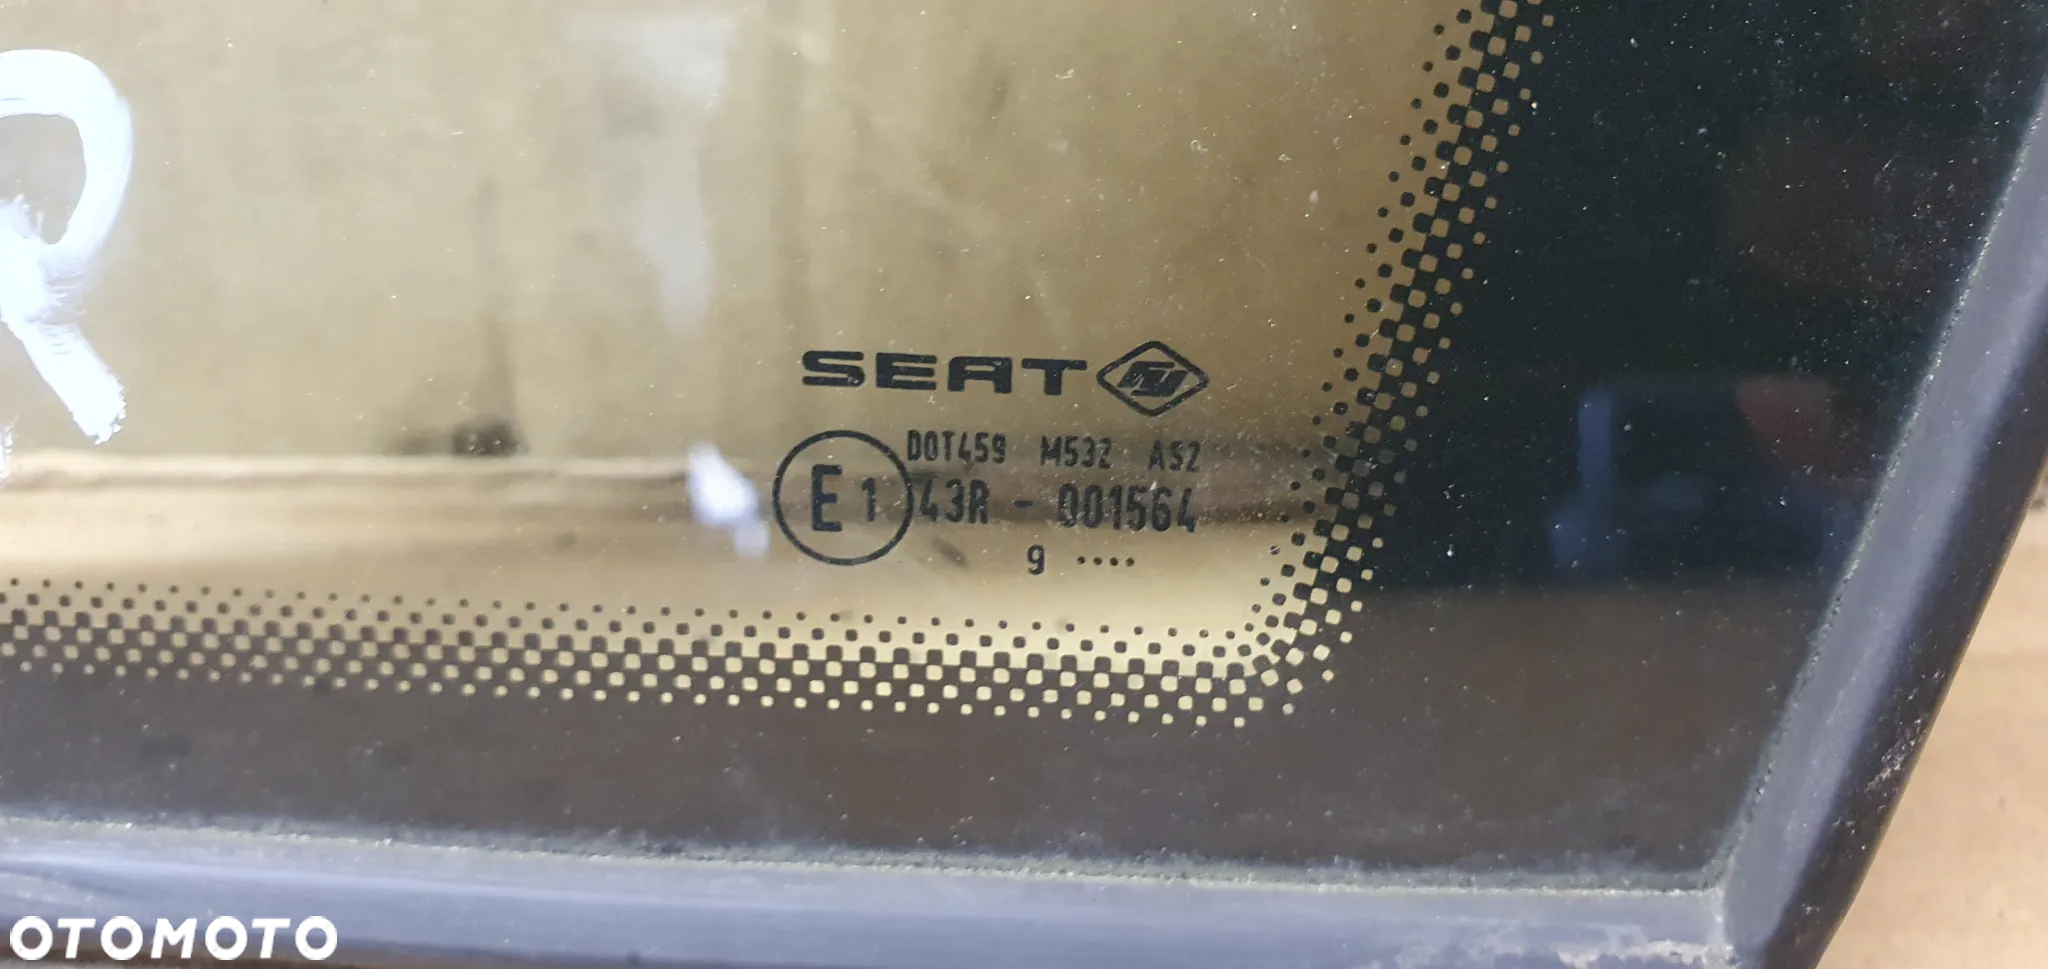 R
SEAT
DOT459 M532 AS2
E1 43R - 001564
9 ••••
OTOMOTO